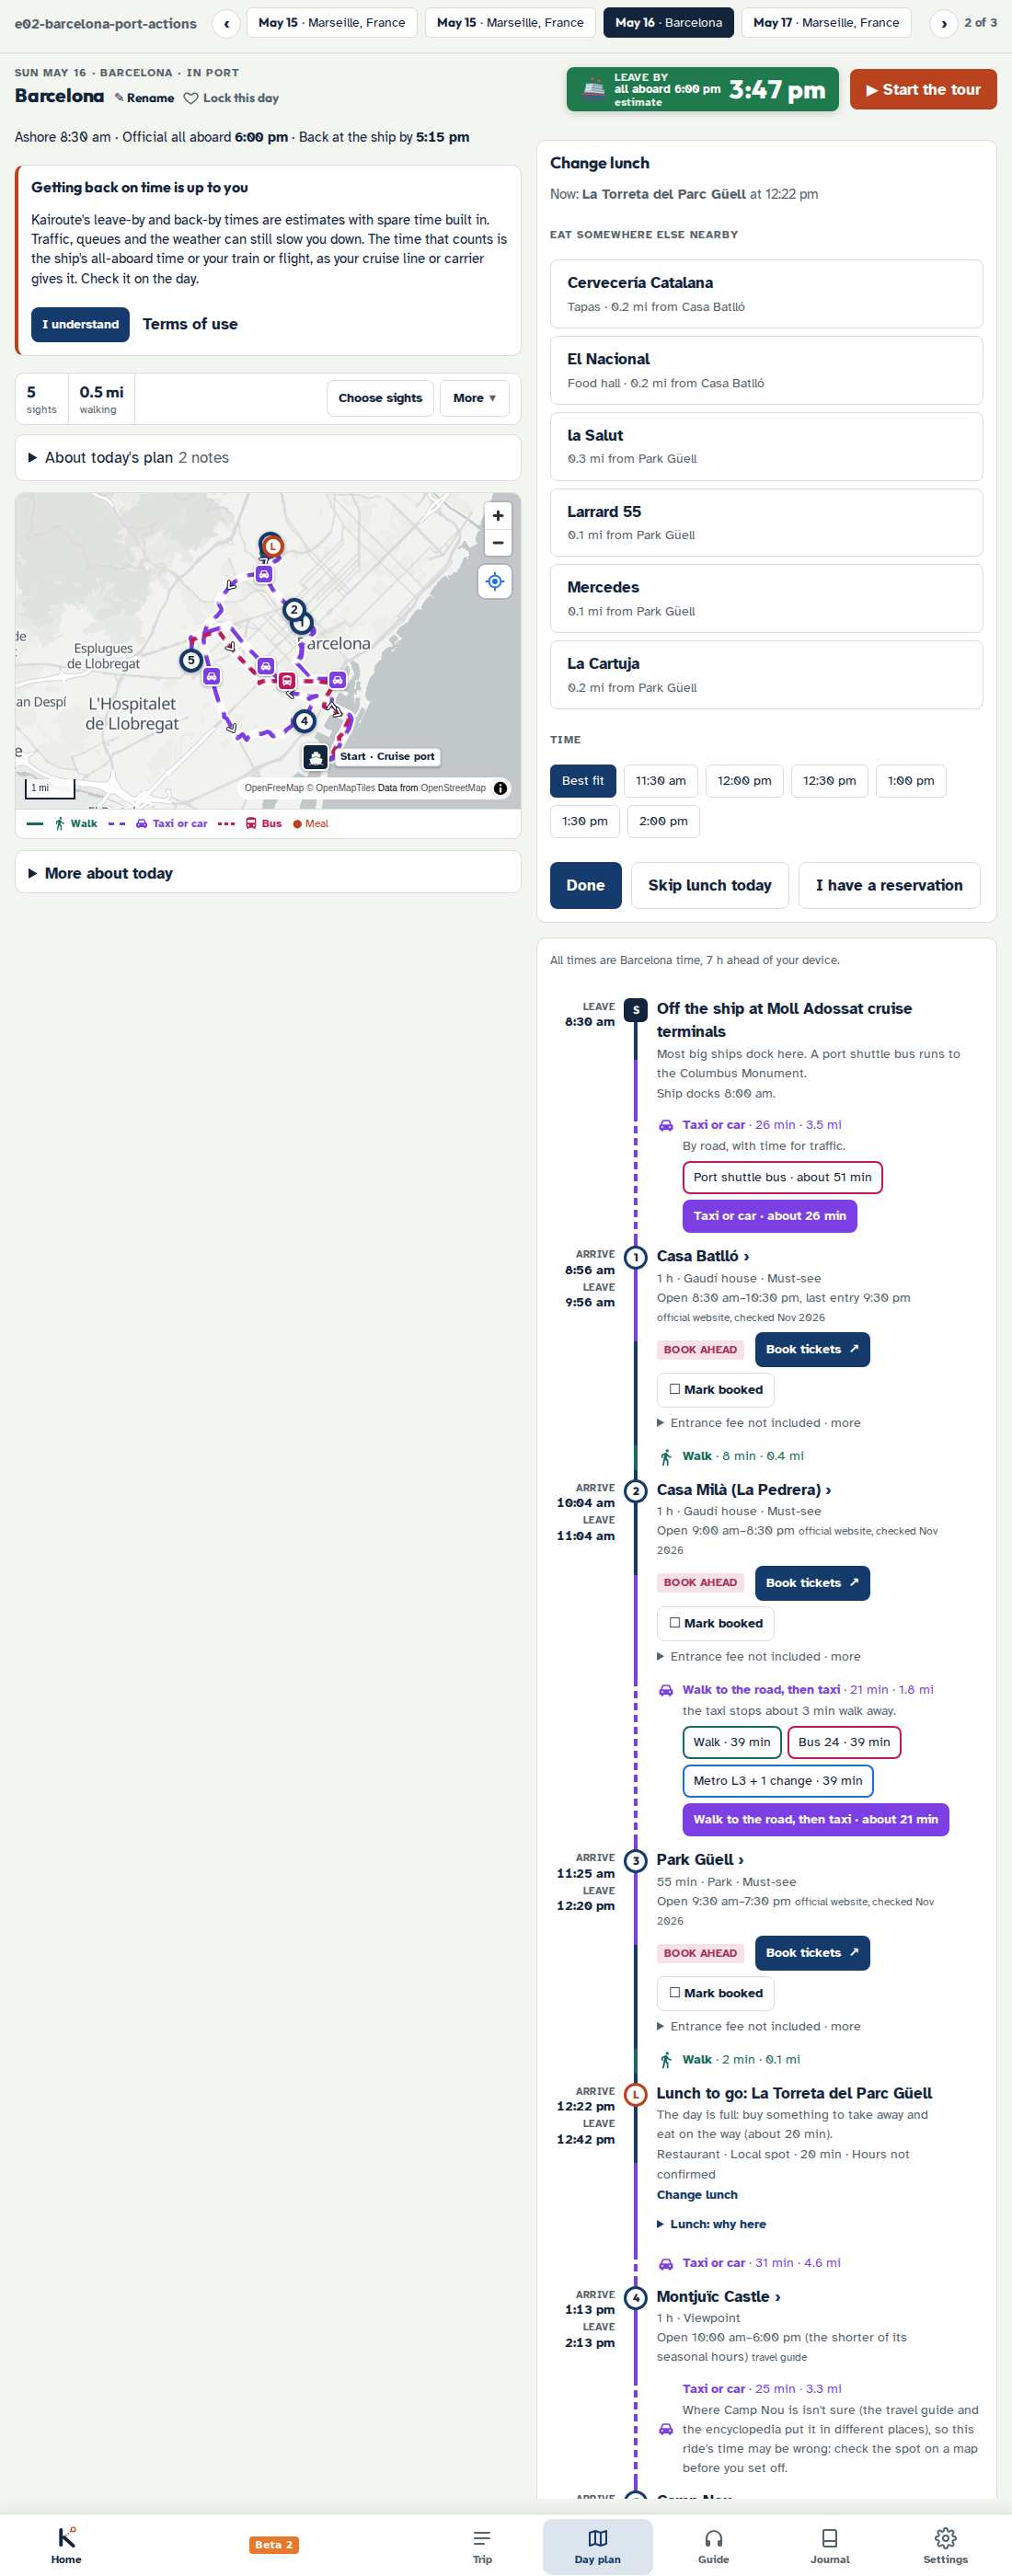 e02-barcelona-port-actions
‹
May 15 · Marseille, France
May 15 · Marseille, France
May 16 · Barcelona
May 17 · Marseille, France
›
2 of 3
SUN MAY 16 · BARCELONA · IN PORT
Barcelona
✎ Rename
Lock this day
LEAVE BY
all aboard 6:00 pm
estimate
3:47 pm
▶ Start the tour
Ashore 8:30 am · Official all aboard 6:00 pm · Back at the ship by 5:15 pm
Getting back on time is up to you
Kairoute's leave-by and back-by times are estimates with spare time built in.
Traffic, queues and the weather can still slow you down. The time that counts is
the ship's all-aboard time or your train or flight, as your cruise line or carrier
gives it. Check it on the day.
I understand
Terms of use
5
sights
0.5 mi
walking
Choose sights
More ▾
▶ About today's plan 2 notes
+
−
L
2
1
Barcelona
5
4
de
Esplugues
de Llobregat
an Despí
L'Hospitalet
de Llobregat
e
Start · Cruise port
1 mi
OpenFreeMap © OpenMapTiles Data from OpenStreetMap
Walk
Taxi or car
Bus
Meal
▶ More about today
Change lunch
Now: La Torreta del Parc Güell at 12:22 pm
EAT SOMEWHERE ELSE NEARBY
Cervecería Catalana
Tapas · 0.2 mi from Casa Batlló
El Nacional
Food hall · 0.2 mi from Casa Batlló
la Salut
0.3 mi from Park Güell
Larrard 55
0.1 mi from Park Güell
Mercedes
0.1 mi from Park Güell
La Cartuja
0.2 mi from Park Güell
TIME
Best fit
11:30 am
12:00 pm
12:30 pm
1:00 pm
1:30 pm
2:00 pm
Done
Skip lunch today
I have a reservation
All times are Barcelona time, 7 h ahead of your device.
LEAVE
8:30 am
S
Off the ship at Moll Adossat cruise
terminals
Most big ships dock here. A port shuttle bus runs to
the Columbus Monument.
Ship docks 8:00 am.
Taxi or car · 26 min · 3.5 mi
By road, with time for traffic.
Port shuttle bus · about 51 min
Taxi or car · about 26 min
ARRIVE
8:56 am
LEAVE
9:56 am
1
Casa Batlló ›
1 h · Gaudí house · Must-see
Open 8:30 am–10:30 pm, last entry 9:30 pm
official website, checked Nov 2026
BOOK AHEAD
Book tickets ↗
☐ Mark booked
▶ Entrance fee not included · more
Walk · 8 min · 0.4 mi
ARRIVE
10:04 am
LEAVE
11:04 am
2
Casa Milà (La Pedrera) ›
1 h · Gaudí house · Must-see
Open 9:00 am–8:30 pm official website, checked Nov
2026
BOOK AHEAD
Book tickets ↗
☐ Mark booked
▶ Entrance fee not included · more
Walk to the road, then taxi · 21 min · 1.8 mi
the taxi stops about 3 min walk away.
Walk · 39 min
Bus 24 · 39 min
Metro L3 + 1 change · 39 min
Walk to the road, then taxi · about 21 min
ARRIVE
11:25 am
LEAVE
12:20 pm
3
Park Güell ›
55 min · Park · Must-see
Open 9:30 am–7:30 pm official website, checked Nov
2026
BOOK AHEAD
Book tickets ↗
☐ Mark booked
▶ Entrance fee not included · more
Walk · 2 min · 0.1 mi
ARRIVE
12:22 pm
LEAVE
12:42 pm
L
Lunch to go: La Torreta del Parc Güell
The day is full: buy something to take away and
eat on the way (about 20 min).
Restaurant · Local spot · 20 min · Hours not
confirmed
Change lunch
▶ Lunch: why here
Taxi or car · 31 min · 4.6 mi
ARRIVE
1:13 pm
LEAVE
2:13 pm
4
Montjuïc Castle ›
1 h · Viewpoint
Open 10:00 am–6:00 pm (the shorter of its
seasonal hours) travel guide
Taxi or car · 25 min · 3.3 mi
Where Camp Nou is isn't sure (the travel guide and
the encyclopedia put it in different places), so this
ride's time may be wrong: check the spot on a map
before you set off.
Home
Beta 2
Trip
Day plan
Guide
Journal
Settings